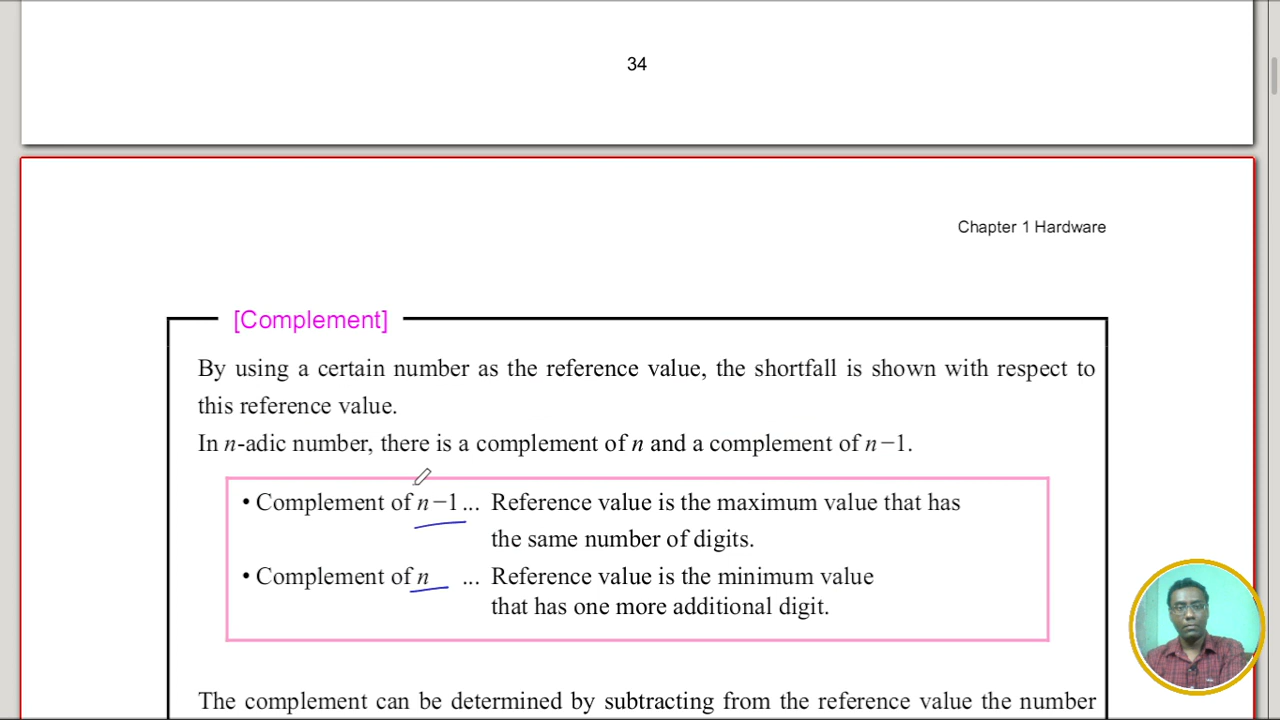 34
Chapter 1 Hardware
[Complement]
By using a certain number as the reference value, the shortfall is shown with respect to
this reference value.
In n-adic number, there is a complement of n and a complement of n−1.
• Complement of n−1 ... Reference value is the maximum value that has
the same number of digits.
• Complement of n ... Reference value is the minimum value
that has one more additional digit.
The complement can be determined by subtracting from the reference value the number